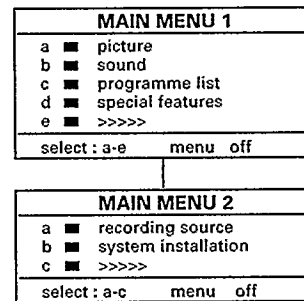 MAIN MENU 1
a ■ picture
b ■ sound
c ■ programme list
d ■ special features
e ■ >>>>>
select : a-e menu off
MAIN MENU 2
a ■ recording source
b ■ system installation
c ■ >>>>>
select : a-c menu off